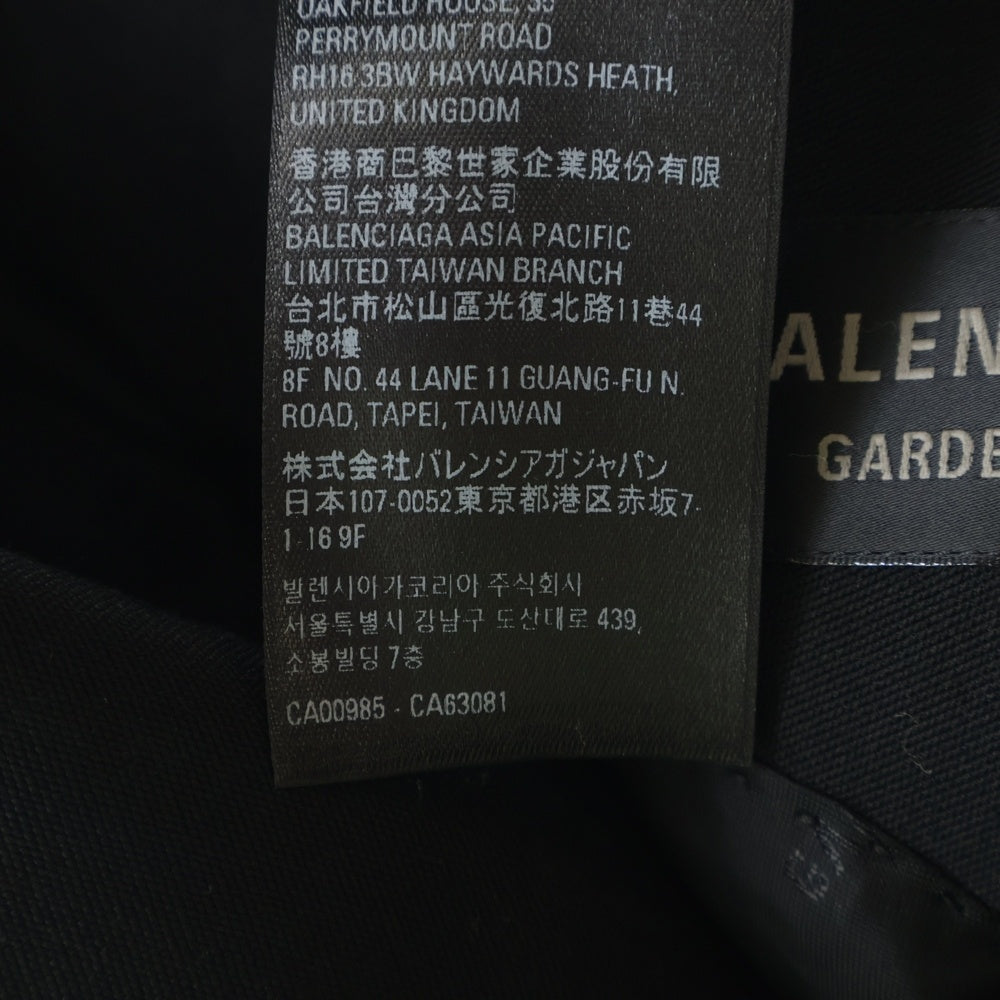 OAKFIELD HOUSE, 35
PERRYMOUNT ROAD
RH16 3BW HAYWARDS HEATH,
UNITED KINGDOM
香港商巴黎世家企業股份有限
公司台灣分公司
BALENCIAGA ASIA PACIFIC
LIMITED TAIWAN BRANCH
台北市松山區光復北路11巷44
號8樓
8F NO. 44 LANE 11 GUANG-FU N.
ROAD, TAPEI, TAIWAN
株式会社バレンシアガジャパン
日本107-0052東京都港区赤坂7-
1-16 9F
발렌시아가코리아 주식회사
서울특별시 강남구 도산대로 439,
소봉빌딩 7층
CA00985 - CA63081
ALEN
GARDE